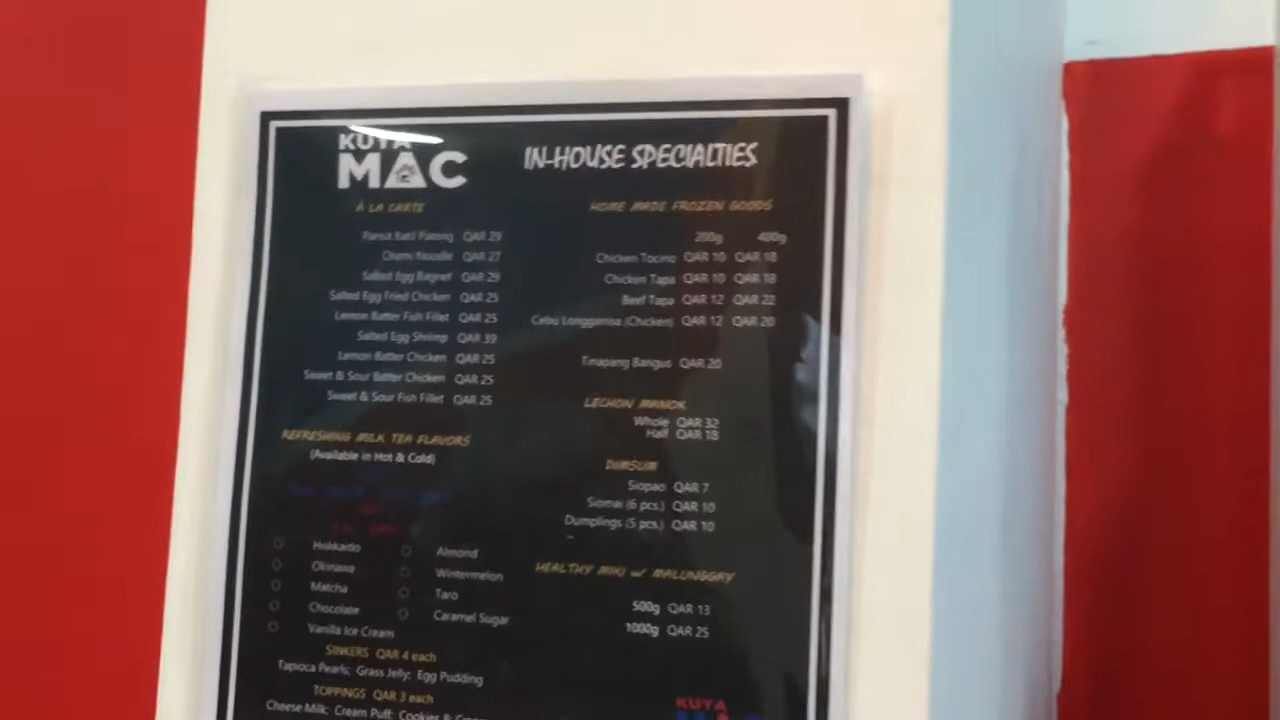 KUYA
MAC
IN-HOUSE SPECIALTIES
À LA CARTE
Pansit Batil Patong QAR 29
Chami Noodle QAR 27
Salted Egg Bagnet QAR 29
Salted Egg Fried Chicken QAR 25
Lemon Batter Fish Fillet QAR 25
Salted Egg Shrimp QAR 39
Lemon Batter Chicken QAR 25
Sweet & Sour Batter Chicken QAR 25
Sweet & Sour Fish Fillet QAR 25
REFRESHING MILK TEA FLAVORS
(Available in Hot & Cold)
Hokkaido
Okinawa
Matcha
Chocolate
Vanilla Ice Cream
Almond
Wintermelon
Taro
Caramel Sugar
SINKERS QAR 4 each
Tapioca Pearls; Grass Jelly; Egg Pudding
TOPPINGS QAR 3 each
Cheese Milk; Cream Puff; Cookies &
HOME MADE FROZEN GOODS
200g 400g
Chicken Tocino QAR 10 QAR 18
Chicken Tapa QAR 10 QAR 18
Beef Tapa QAR 12 QAR 22
Cebu Longganisa (Chicken) QAR 12 QAR 20
Tinapang Bangus QAR 20
LECHON MANOK
Whole QAR 32
Half QAR 18
DIMSUM
Siopao QAR 7
Siomai (6 pcs.) QAR 10
Dumplings (5 pcs.) QAR 10
HEALTHY MIKI w/ MALUNGGAY
500g QAR 13
1000g QAR 25
KUYA